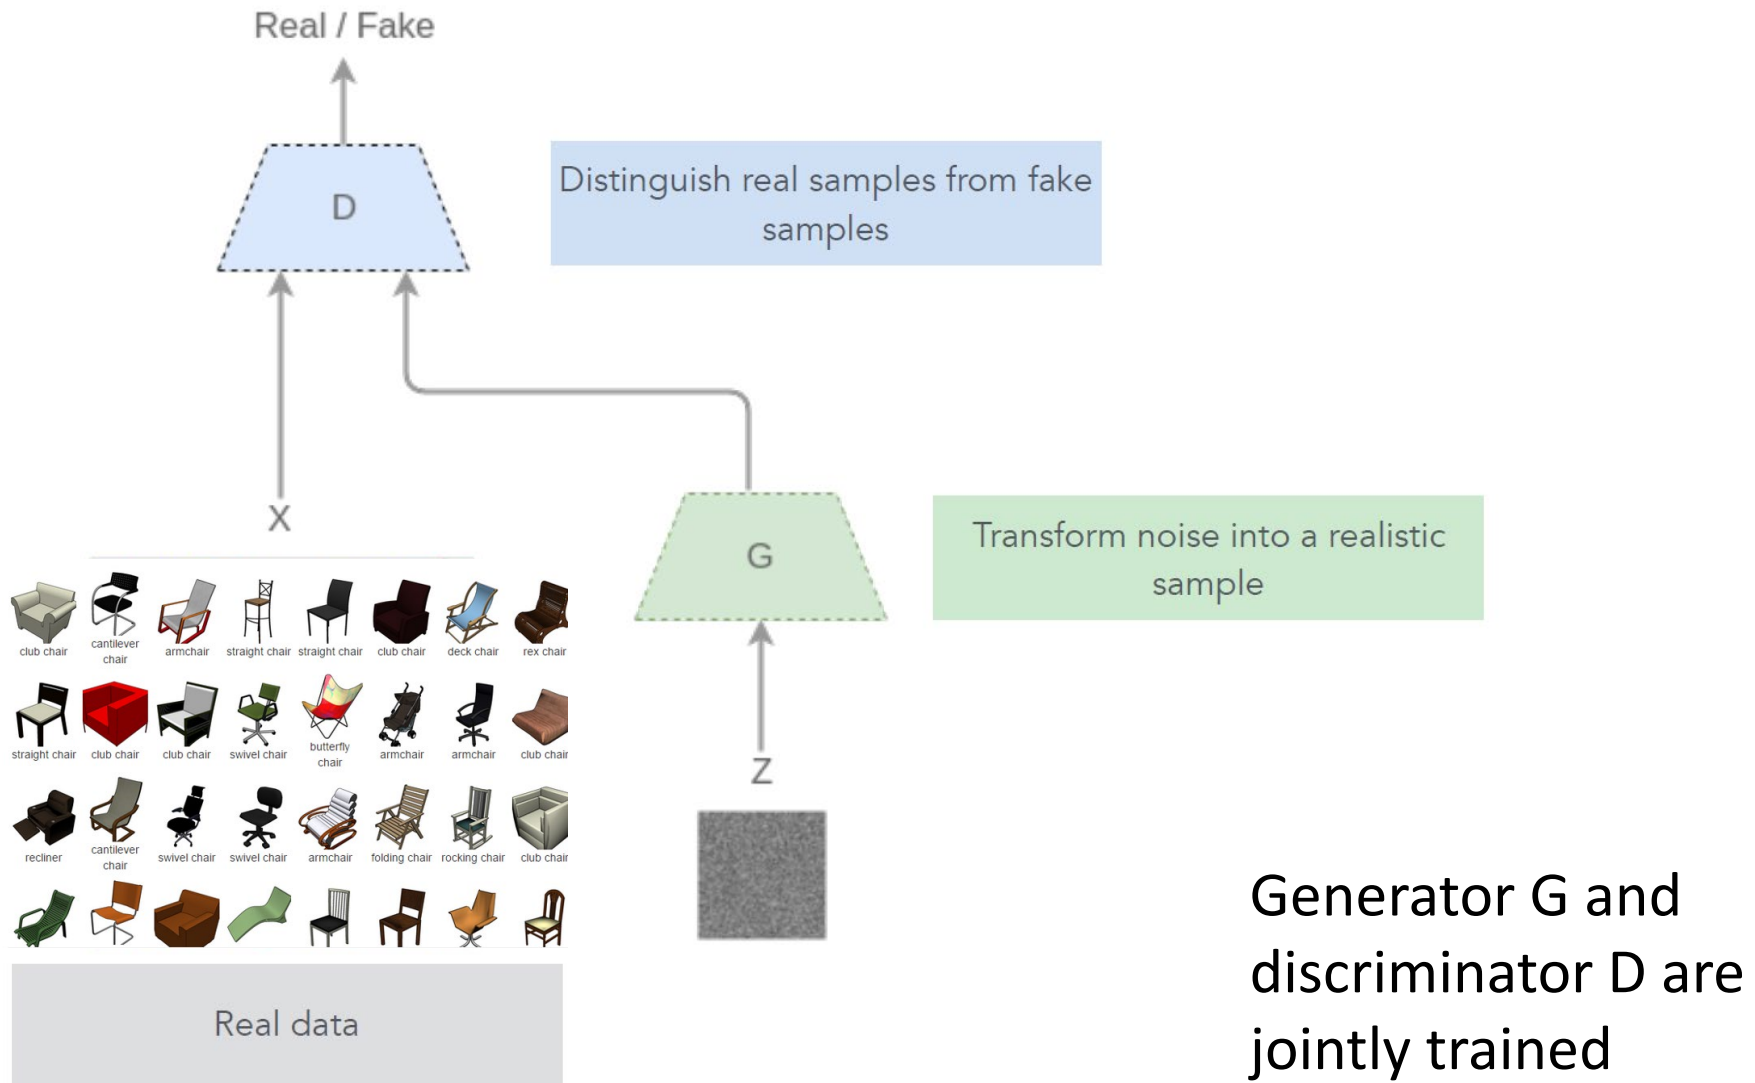 Real / Fake
D
Distinguish real samples from fake
samples
X
G
Transform noise into a realistic
sample
club chair
cantilever
chair
armchair
straight chair
straight chair
club chair
deck chair
rex chair
straight chair
club chair
club chair
swivel chair
butterfly
chair
armchair
armchair
club chair
Z
recliner
cantilever
chair
swivel chair
swivel chair
armchair
folding chair
rocking chair
club chair
Generator G and
discriminator D are
jointly trained
Real data